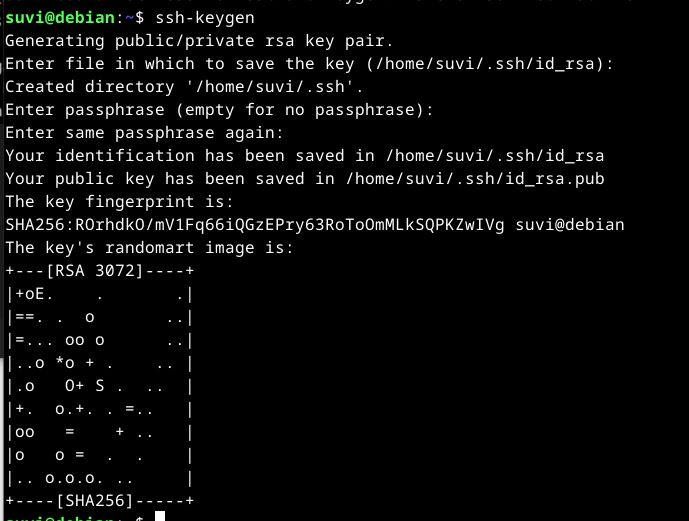 suvi@debian:~$ ssh-keygen
Generating public/private rsa key pair.
Enter file in which to save the key (/home/suvi/.ssh/id_rsa):
Created directory '/home/suvi/.ssh'.
Enter passphrase (empty for no passphrase):
Enter same passphrase again:
Your identification has been saved in /home/suvi/.ssh/id_rsa
Your public key has been saved in /home/suvi/.ssh/id_rsa.pub
The key fingerprint is:
SHA256:ROrhdkO/mV1Fq66iQGzEPry63RoToOmMLkSQPKZwIVg suvi@debian
The key's randomart image is:
+---[RSA 3072]----+
|+oE.    .       .|
|==. .  o       ..|
|=... oo o      ..|
|..o *o + .    .. |
|.o   O+ S .  ..  |
|+.  o.+. . =..   |
|oo   =    + ..   |
|o   o =  .  .    |
|.. o.o.o. ..     |
+----[SHA256]-----+
suvi@debian:~$